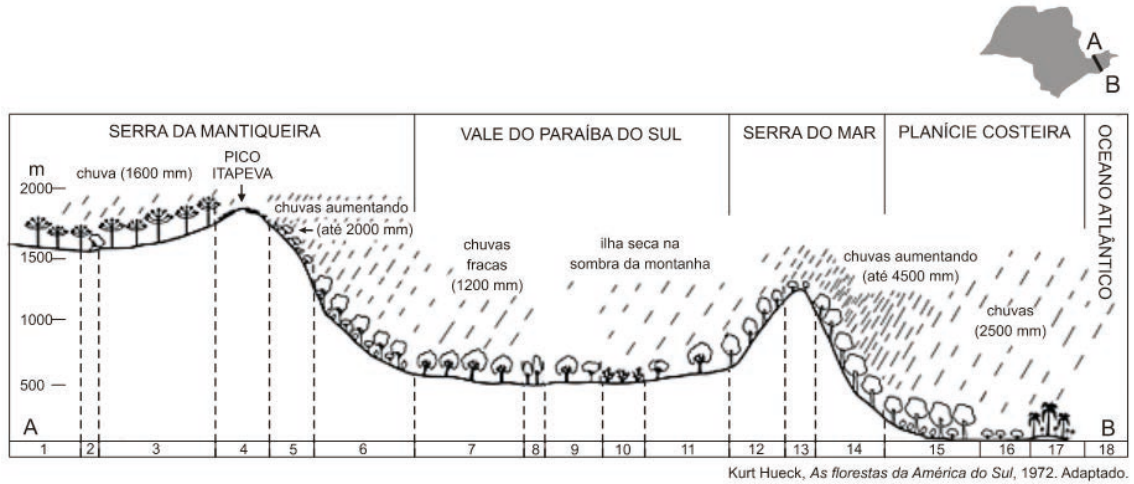 A
B
SERRA DA MANTIQUEIRA
VALE DO PARAÍBA DO SUL
SERRA DO MAR
PLANÍCIE COSTEIRA
OCEANO ATLÂNTICO
m
2000
1500
1000
500
chuva (1600 mm)
PICO
ITAPEVA
chuvas aumentando
(até 2000 mm)
chuvas
fracas
(1200 mm)
ilha seca na
sombra da montanha
chuvas aumentando
(até 4500 mm)
chuvas
(2500 mm)
A
B
1 2 3 4 5 6 7 8 9 10 11 12 13 14 15 16 17 18
Kurt Hueck, As florestas da América do Sul, 1972. Adaptado.